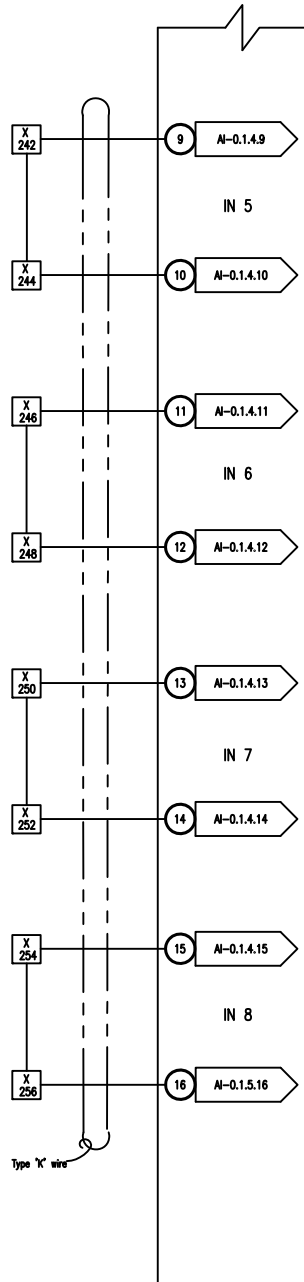 X
242
9
AI-0.1.4.9
IN 5
X
244
10
AI-0.1.4.10
X
246
11
AI-0.1.4.11
IN 6
X
248
12
AI-0.1.4.12
X
250
13
AI-0.1.4.13
IN 7
X
252
14
AI-0.1.4.14
X
254
15
AI-0.1.4.15
IN 8
X
256
16
AI-0.1.5.16
Type "K" wire